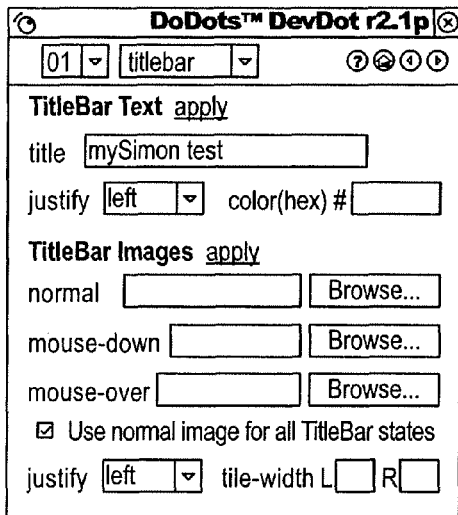 DoDots™ DevDot r2.1p
01 titlebar ?
TitleBar Text apply
title mySimon test
justify left color(hex) #
TitleBar Images apply
normal Browse...
mouse-down Browse...
mouse-over Browse...
Use normal image for all TitleBar states
justify left tile-width L R